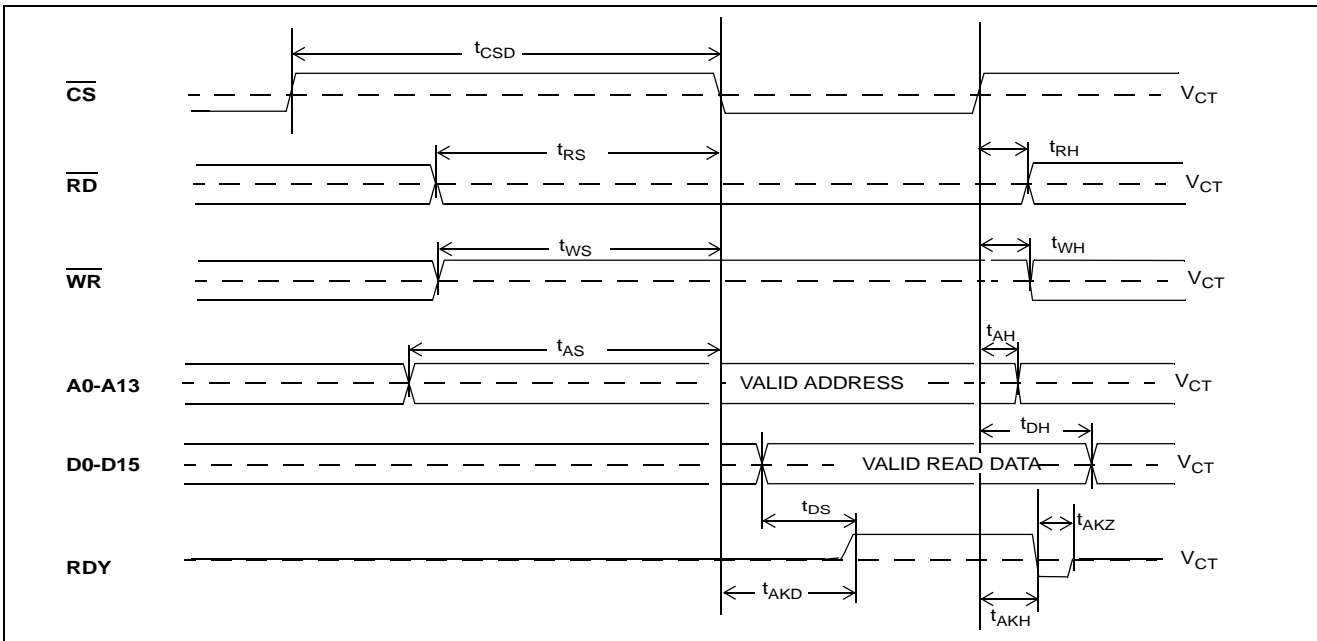 tCSD
CS VCT
tRS tRH
RD VCT
tWS tWH
WR VCT
tAS tAH
A0-A13 VALID ADDRESS VCT
tDH
D0-D15 VALID READ DATA VCT
tDS tAKZ
RDY VCT
tAKD tAKH